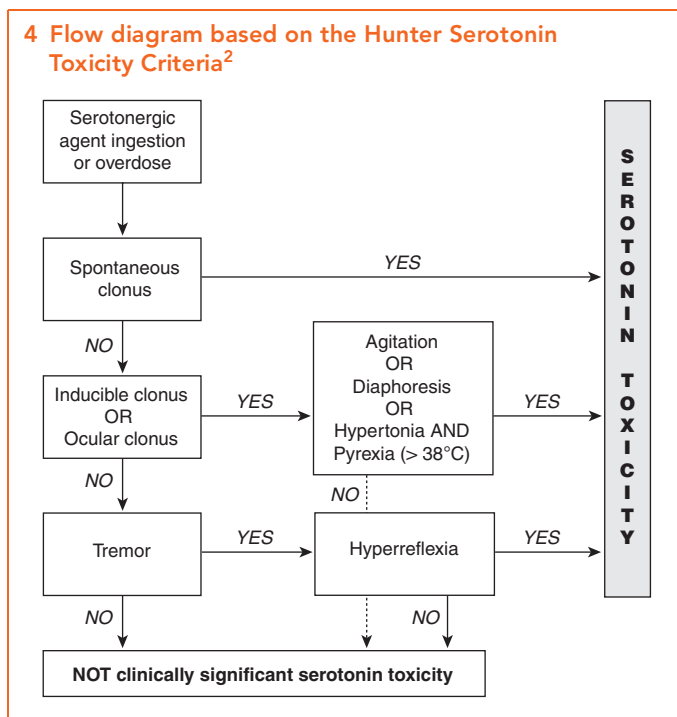 4 Flow diagram based on the Hunter Serotonin
Toxicity Criteria2
Serotonergic
agent ingestion
or overdose
Spontaneous
clonus
YES
NO
Inducible clonus
OR
Ocular clonus
YES
Agitation
OR
Diaphoresis
OR
Hypertonia AND
Pyrexia (> 38°C)
YES
NO
NO
Tremor
YES
Hyperreflexia
YES
NO
NO
NOT clinically significant serotonin toxicity
SEROTONIN TOXICITY